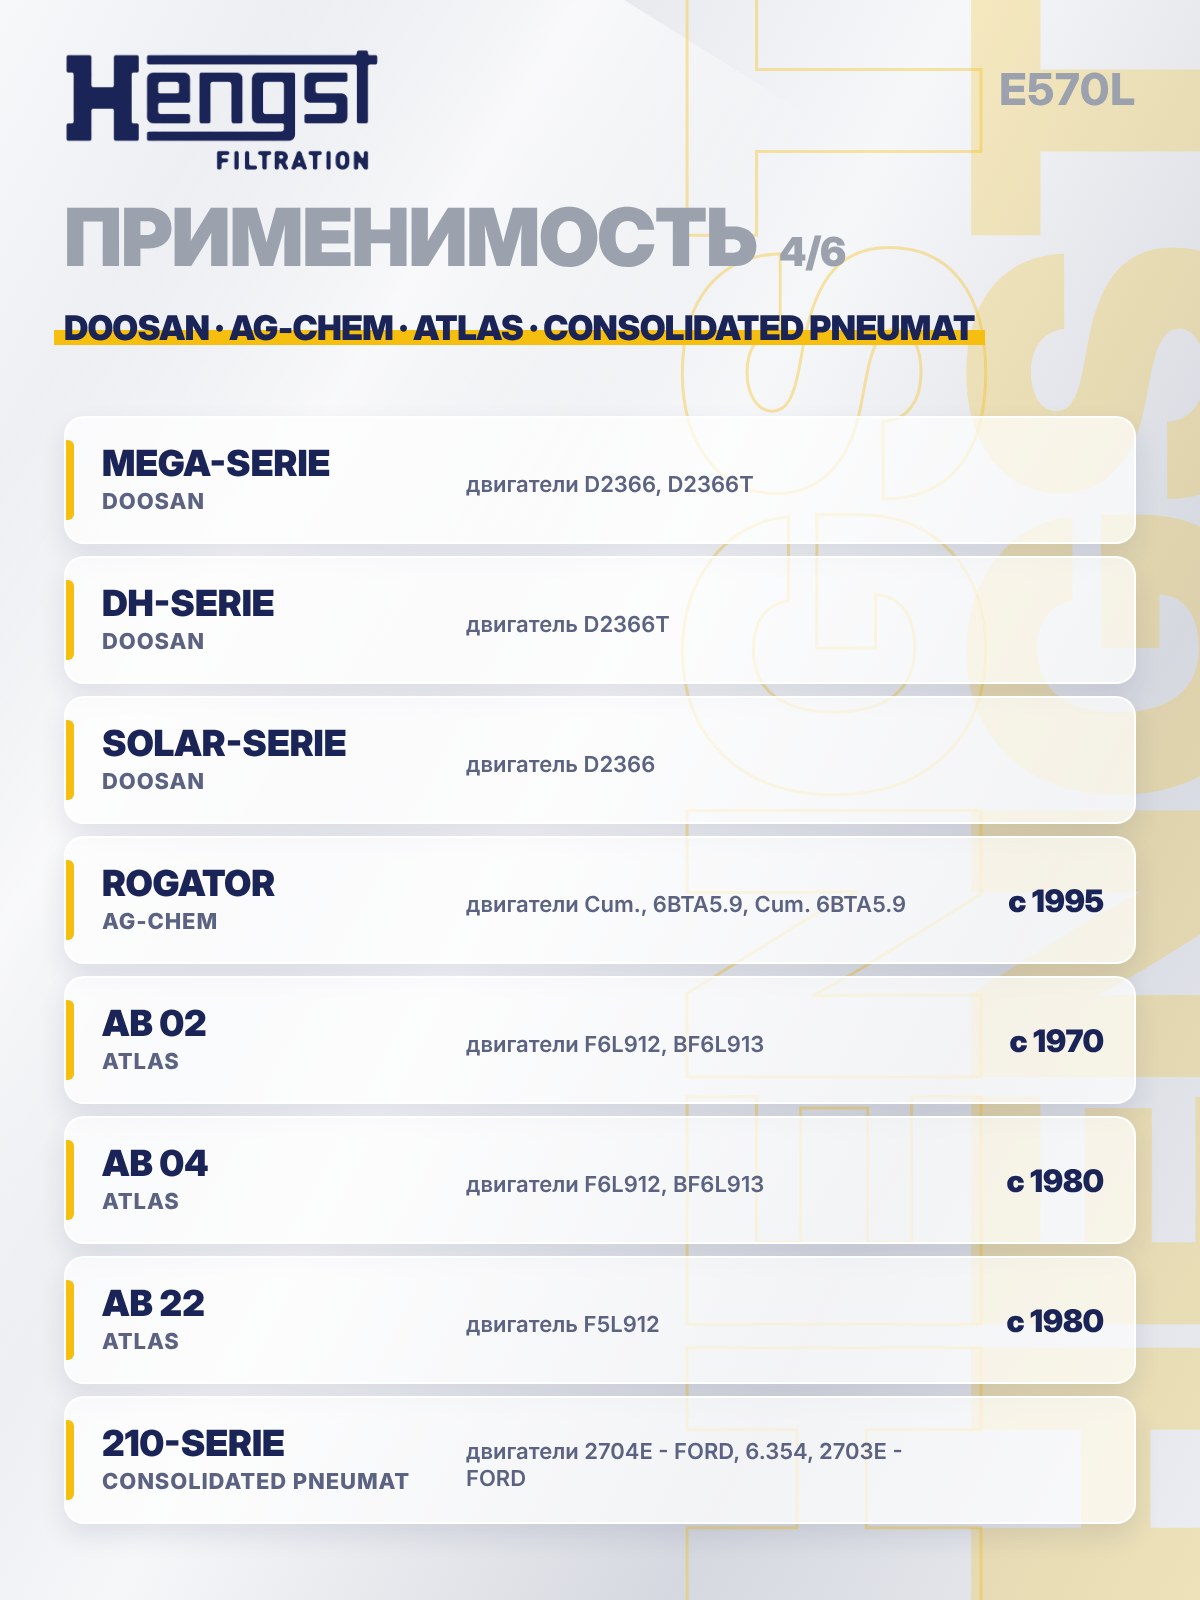 Hengst
FILTRATION
E570L
ПРИМЕНИМОСТЬ 4/6
DOOSAN · AG-CHEM · ATLAS · CONSOLIDATED PNEUMAT
MEGA-SERIE
DOOSAN
двигатели D2366, D2366T
DH-SERIE
DOOSAN
двигатель D2366T
SOLAR-SERIE
DOOSAN
двигатель D2366
ROGATOR
AG-CHEM
двигатели Cum., 6BTA5.9, Cum. 6BTA5.9
с 1995
AB 02
ATLAS
двигатели F6L912, BF6L913
с 1970
AB 04
ATLAS
двигатели F6L912, BF6L913
с 1980
AB 22
ATLAS
двигатель F5L912
с 1980
210-SERIE
CONSOLIDATED PNEUMAT
двигатели 2704E - FORD, 6.354, 2703E -
FORD
HENGST
HENGST